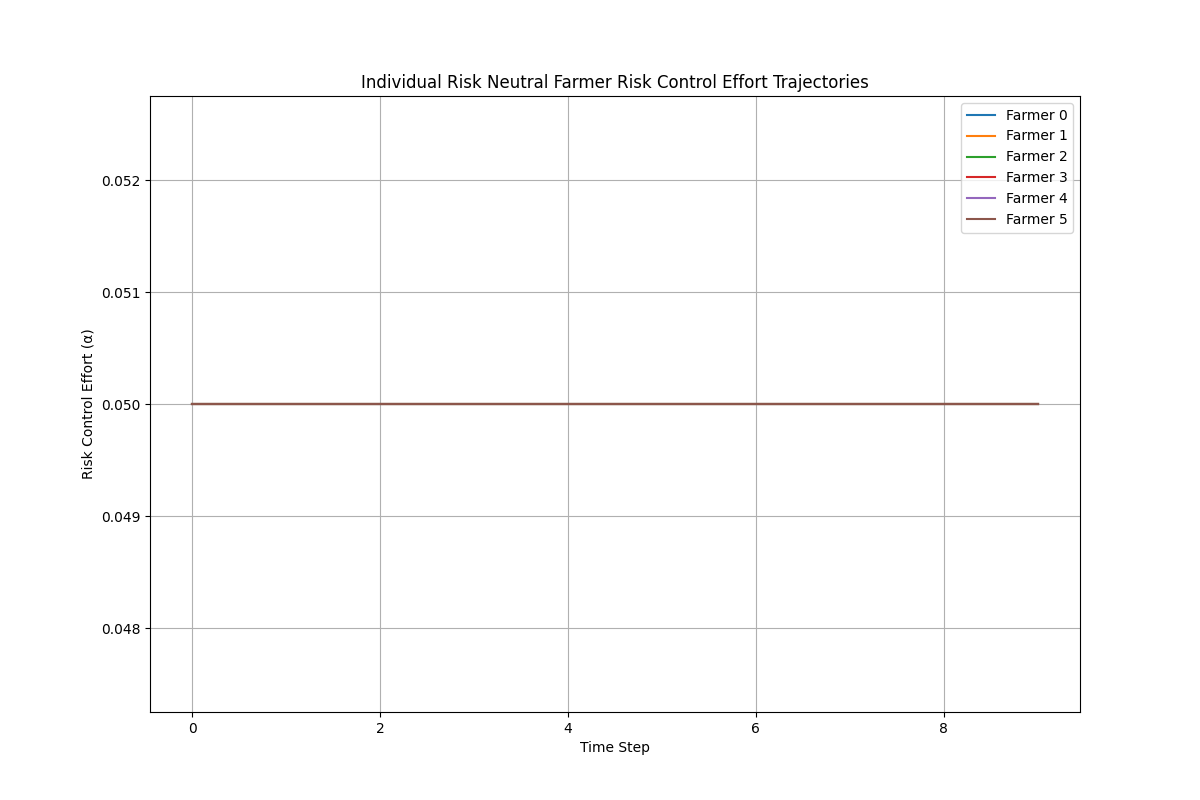 Individual Risk Neutral Farmer Risk Control Effort Trajectories
Farmer 0
Farmer 1
Farmer 2
Farmer 3
Farmer 4
Farmer 5
0.052
0.051
0.050
0.049
0.048
Risk Control Effort (α)
0 2 4 6 8
Time Step